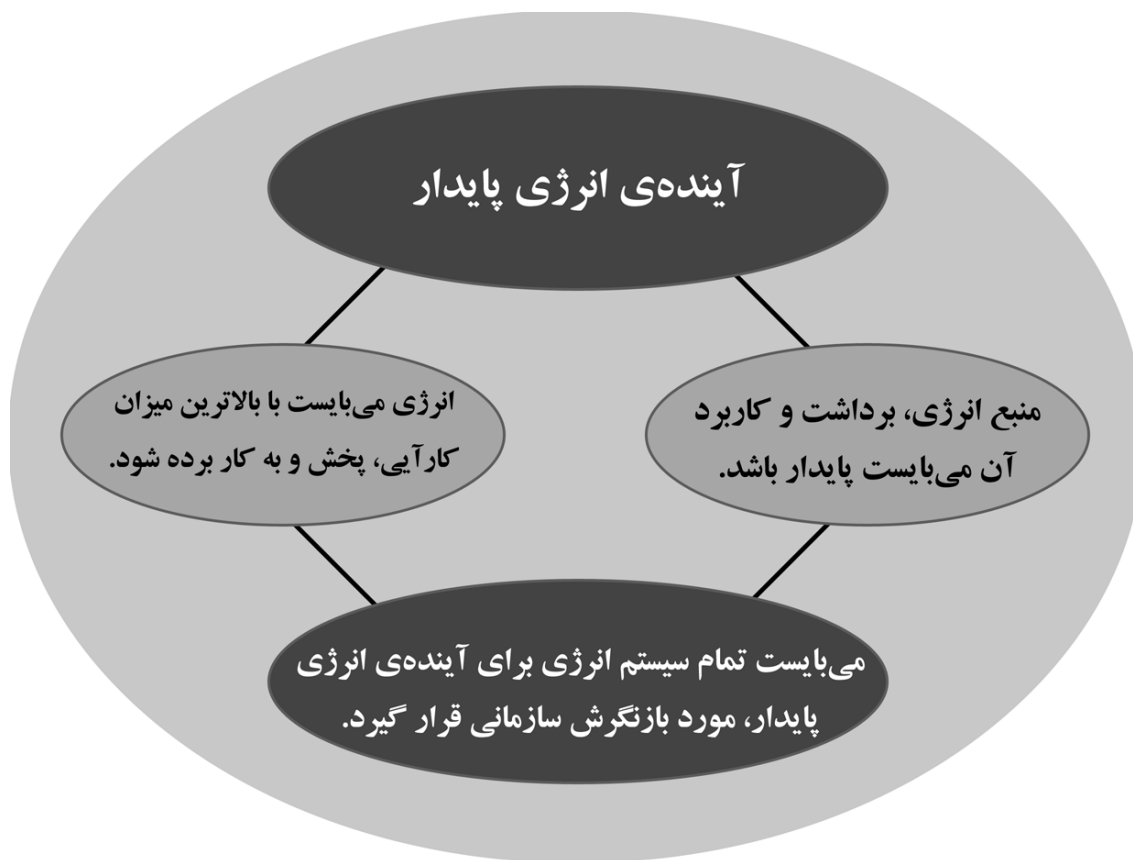 آینده‌ی انرژی پایدار
منبع انرژی، برداشت و کاربرد
آن می‌بایست پایدار باشد.
انرژی می‌بایست با بالاترین میزان
کارآیی، پخش و به کار برده شود.
می‌بایست تمام سیستم انرژی برای آینده‌ی انرژی
پایدار، مورد بازنگرش سازمانی قرار گیرد.